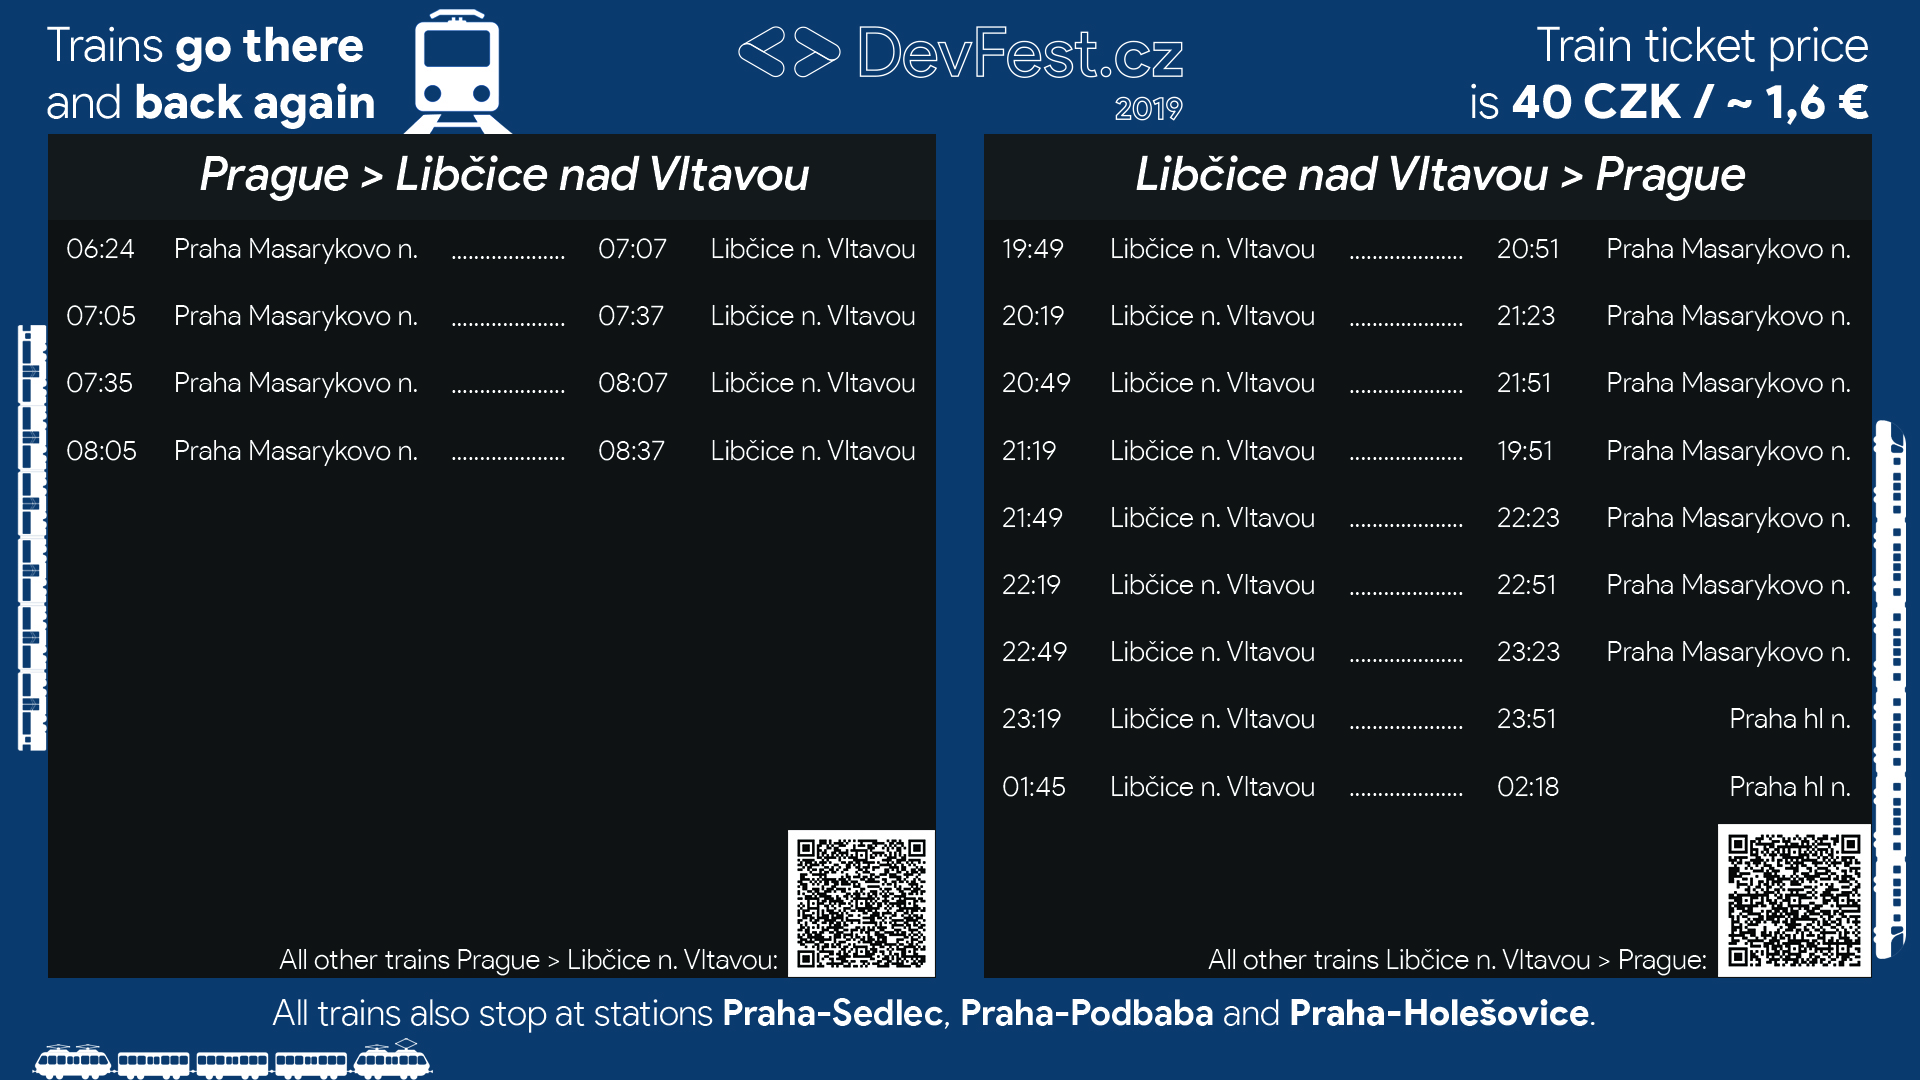 Trains go there
and back again
<> DevFest.cz
2019
Train ticket price
is 40 CZK / ~ 1,6 €
Prague > Libčice nad Vltavou
06:24 Praha Masarykovo n. .................... 07:07 Libčice n. Vltavou
07:05 Praha Masarykovo n. .................... 07:37 Libčice n. Vltavou
07:35 Praha Masarykovo n. .................... 08:07 Libčice n. Vltavou
08:05 Praha Masarykovo n. .................... 08:37 Libčice n. Vltavou
All other trains Prague > Libčice n. Vltavou:
Libčice nad Vltavou > Prague
19:49 Libčice n. Vltavou .................... 20:51 Praha Masarykovo n.
20:19 Libčice n. Vltavou .................... 21:23 Praha Masarykovo n.
20:49 Libčice n. Vltavou .................... 21:51 Praha Masarykovo n.
21:19 Libčice n. Vltavou .................... 19:51 Praha Masarykovo n.
21:49 Libčice n. Vltavou .................... 22:23 Praha Masarykovo n.
22:19 Libčice n. Vltavou .................... 22:51 Praha Masarykovo n.
22:49 Libčice n. Vltavou .................... 23:23 Praha Masarykovo n.
23:19 Libčice n. Vltavou .................... 23:51 Praha hl n.
01:45 Libčice n. Vltavou .................... 02:18 Praha hl n.
All other trains Libčice n. Vltavou > Prague:
All trains also stop at stations Praha-Sedlec, Praha-Podbaba and Praha-Holešovice.